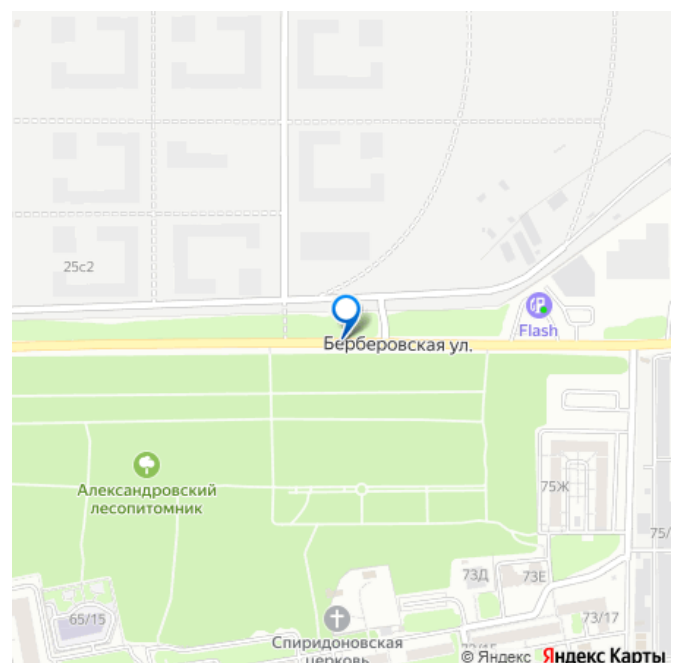 25с2
Flash
Берберовская ул.
Александровский
лесопитомник
75Ж
75/
73Д
73Е
65/15
73/17
Спиридоновская
церковь
© Яндекс Яндекс Карты